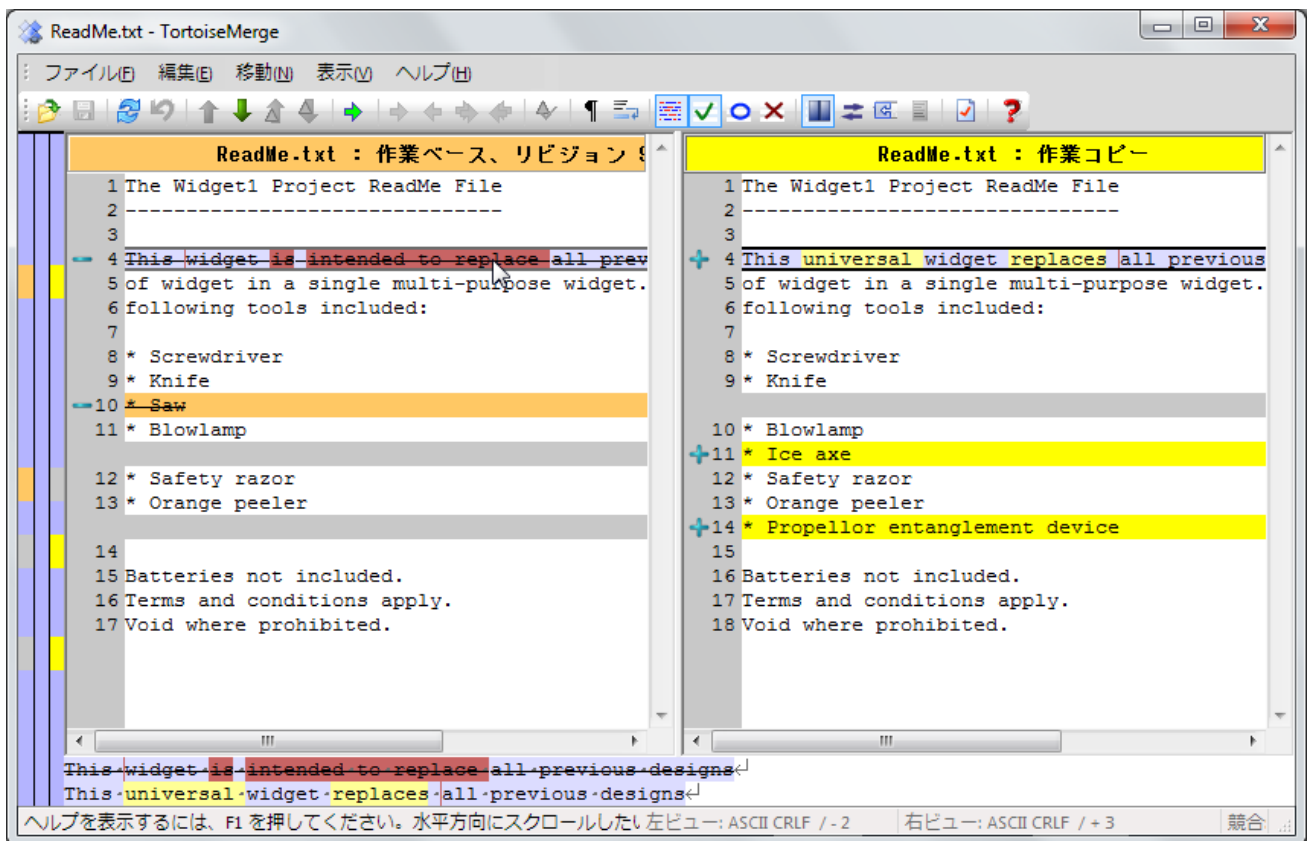 ReadMe.txt - TortoiseMerge
ファイル(F) 編集(E) 移動(N) 表示(V) ヘルプ(H)
ReadMe.txt : 作業ベース、リビジョン
1 The Widget1 Project ReadMe File
2 -------------------------------
3
4 This widget is intended to replace all prev
5 of widget in a single multi-purpose widget.
6 following tools included:
7
8 * Screwdriver
9 * Knife
10 * Saw
11 * Blowlamp
12 * Safety razor
13 * Orange peeler
14
15 Batteries not included.
16 Terms and conditions apply.
17 Void where prohibited.
ReadMe.txt : 作業コピー
1 The Widget1 Project ReadMe File
2 -------------------------------
3
4 This universal widget replaces all previous
5 of widget in a single multi-purpose widget.
6 following tools included:
7
8 * Screwdriver
9 * Knife
10 * Blowlamp
11 * Ice axe
12 * Safety razor
13 * Orange peeler
14 * Propellor entanglement device
15
16 Batteries not included.
17 Terms and conditions apply.
18 Void where prohibited.
This widget is intended to replace all previous designs
This universal widget replaces all previous designs
ヘルプを表示するには、F1 を押してください。水平方向にスクロールしたい 左ビュー: ASCII CRLF / - 2 右ビュー: ASCII CRLF / + 3 競合